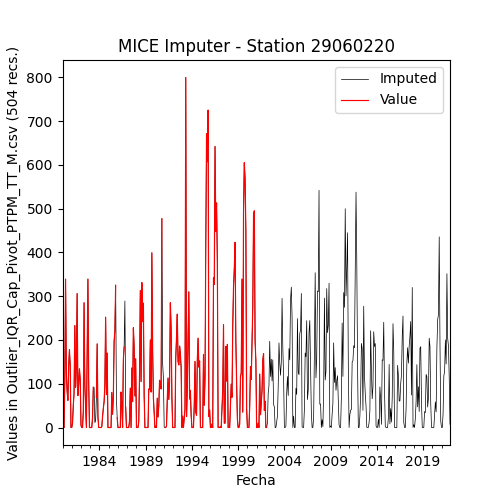 MICE Imputer - Station 29060220
Values in Outlier_IQR_Cap_Pivot_PTPM_TT_M.csv (504 recs.)
800
700
600
500
400
300
200
100
0
Imputed
Value
1984 1989 1994 1999 2004 2009 2014 2019
Fecha